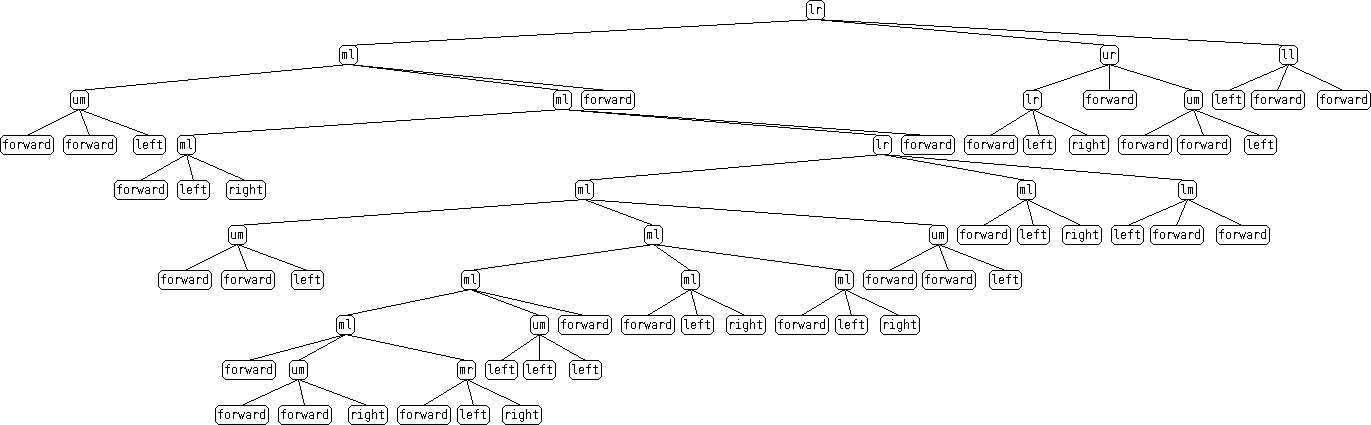 lr
ml ur ll
um ml forward lr forward um left forward forward
forward forward left ml lr forward forward left right forward forward left
forward left right ml ml lm
um ml um forward left right left forward forward
forward forward left ml ml ml forward forward left
ml um forward forward left right forward left right
forward um mr left left left
forward forward right forward left right